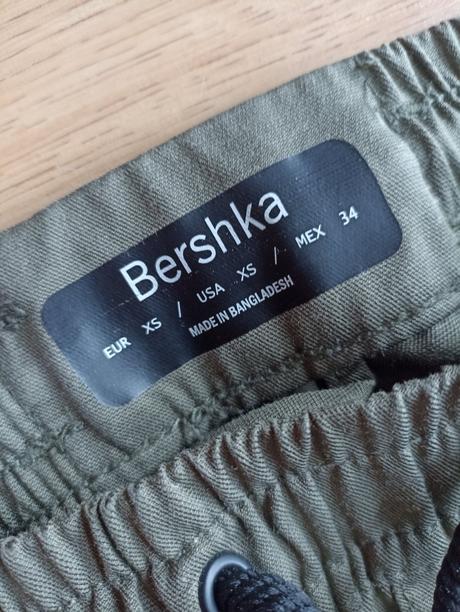 Bershka
EUR XS / USA XS / MEX 34
MADE IN BANGLADESH